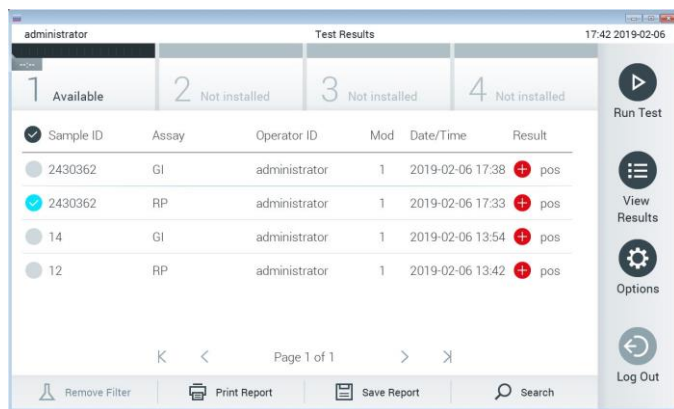 administrator Test Results 17:42 2019-02-06
--:--
1 Available 2 Not installed 3 Not installed 4 Not installed
Run Test
Sample ID Assay Operator ID Mod Date/Time Result
2430362 GI administrator 1 2019-02-06 17:38 pos
2430362 RP administrator 1 2019-02-06 17:33 pos
View
Results
14 GI administrator 1 2019-02-06 13:54 pos
12 RP administrator 1 2019-02-06 13:42 pos
Options
Page 1 of 1
Log Out
Remove Filter Print Report Save Report Search